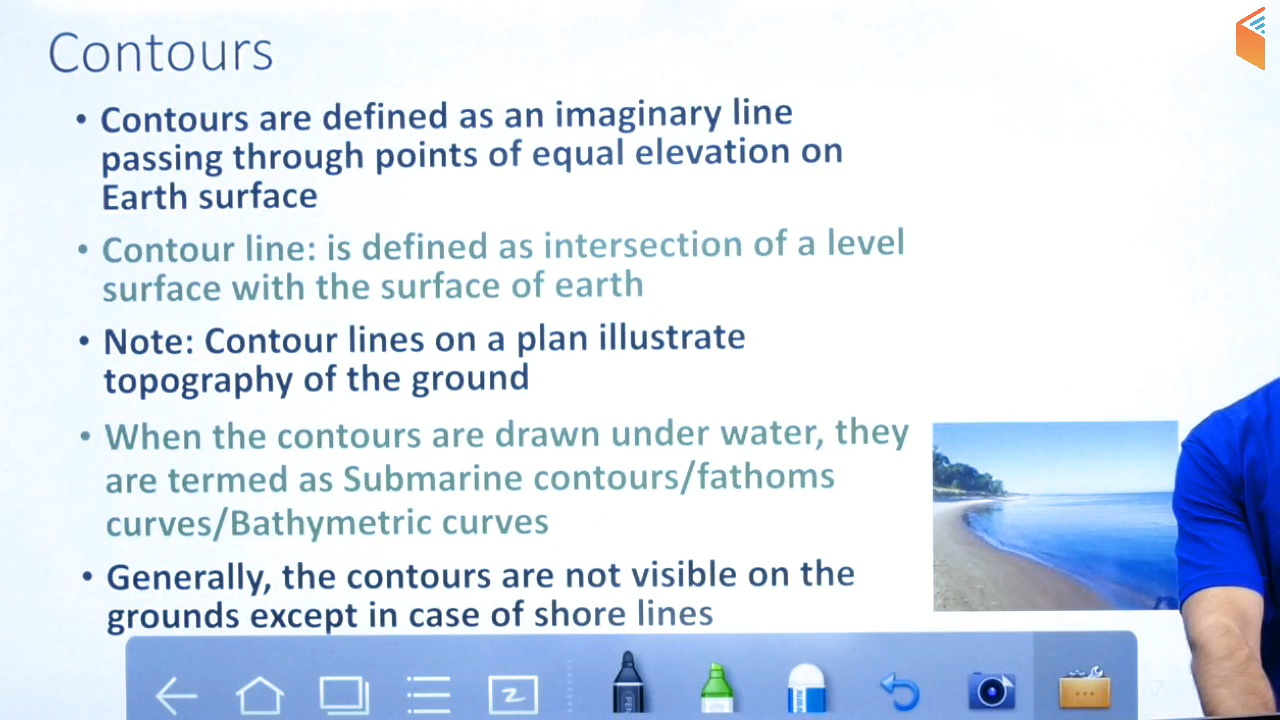 Contours
• Contours are defined as an imaginary line
passing through points of equal elevation on
Earth surface
• Contour line: is defined as intersection of a level
surface with the surface of earth
• Note: Contour lines on a plan illustrate
topography of the ground
• When the contours are drawn under water, they
are termed as Submarine contours/fathoms
curves/Bathymetric curves
• Generally, the contours are not visible on the
grounds except in case of shore lines